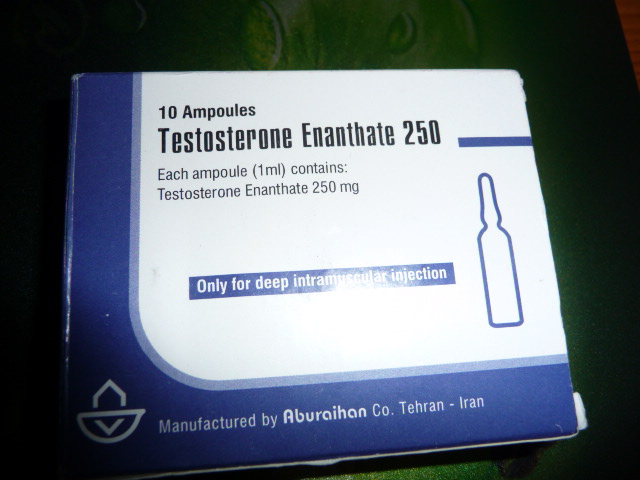 10 Ampoules
Testosterone Enanthate 250
Each ampoule (1ml) contains:
Testosterone Enanthate 250 mg
Only for deep intramuscular injection
Manufactured by Aburaihan Co. Tehran - Iran